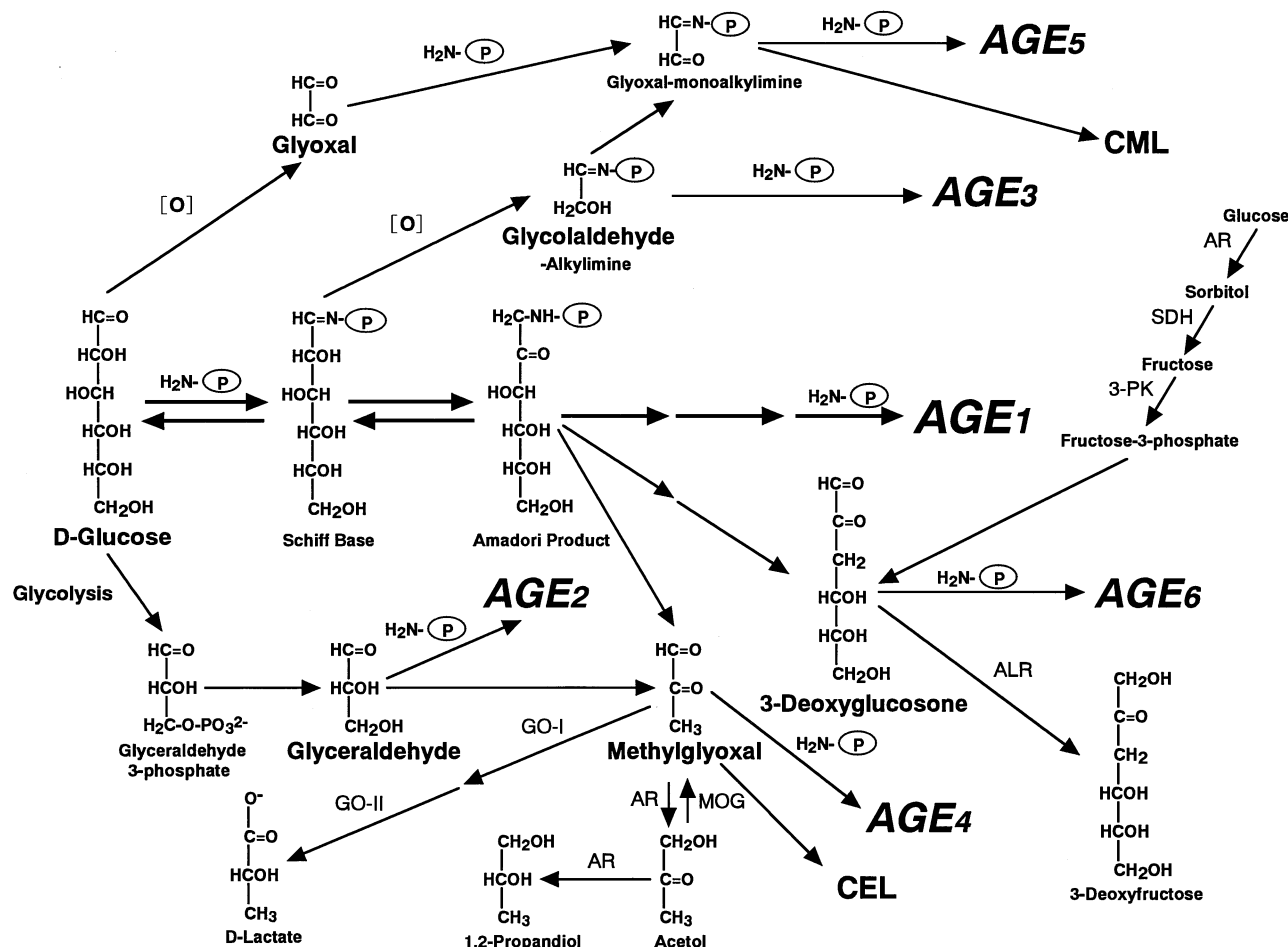 HC=N- P
H2N- P
AGE5
H2N- P
HC=O
Glyoxal-monoalkylimine
HC=O
HC=O
Glyoxal
CML
HC=N- P
H2N- P
AGE3
[O]
[O]
H2COH
Glycolaldehyde
-Alkylimine
Glucose
AR
Sorbitol
SDH
Fructose
3-PK
Fructose-3-phosphate
HC=O
HCOH
HOCH
HCOH
HCOH
CH2OH
D-Glucose
H2N- P
HC=N- P
HCOH
HOCH
HCOH
HCOH
CH2OH
Schiff Base
H2C-NH- P
C=O
HOCH
HCOH
HCOH
CH2OH
Amadori Product
H2N- P
AGE1
HC=O
C=O
CH2
HCOH
HCOH
CH2OH
3-Deoxyglucosone
H2N- P
AGE6
ALR
CH2OH
C=O
CH2
HCOH
HCOH
CH2OH
3-Deoxyfructose
Glycolysis
HC=O
HCOH
H2C-O-PO32-
Glyceraldehyde
3-phosphate
HC=O
HCOH
CH2OH
Glyceraldehyde
H2N- P
AGE2
HC=O
C=O
CH3
Methylglyoxal
H2N- P
AGE4
CEL
GO-I
GO-II
O-
C=O
HCOH
CH3
D-Lactate
AR
MOG
CH2OH
C=O
CH3
Acetol
AR
CH2OH
HCOH
CH3
1,2-Propandiol